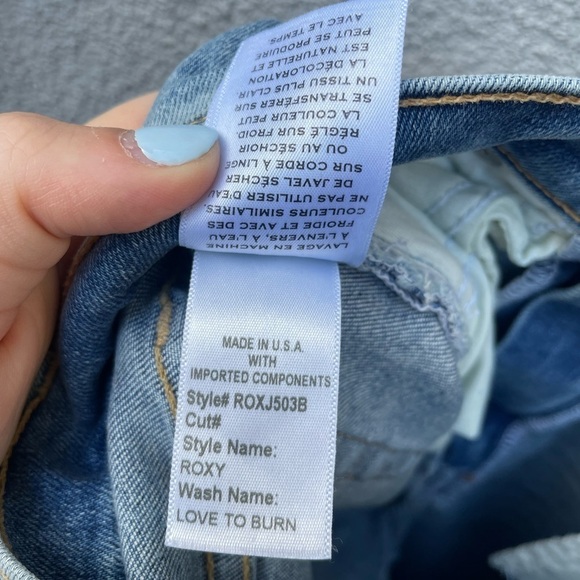 LAVAGE EN MACHINE
À L'ENVERS, À L'EAU
FROIDE ET AVEC DES
COULEURS SIMILAIRES.
NE PAS UTILISER D'EAU
DE JAVEL SÉCHER
SUR CORDE À LINGE
OU AU SÉCHOIR
RÉGLÉ SUR FROID
LA COULEUR PEUT
SE TRANSFÉRER SUR
UN TISSU PLUS CLAIR.
LA DÉCOLORATION
EST NATURELLE ET
PEUT SE PRODUIRE
AVEC LE TEMPS.
MADE IN U.S.A.
WITH
IMPORTED COMPONENTS
Style# ROXJ503B
Cut#
Style Name:
ROXY
Wash Name:
LOVE TO BURN